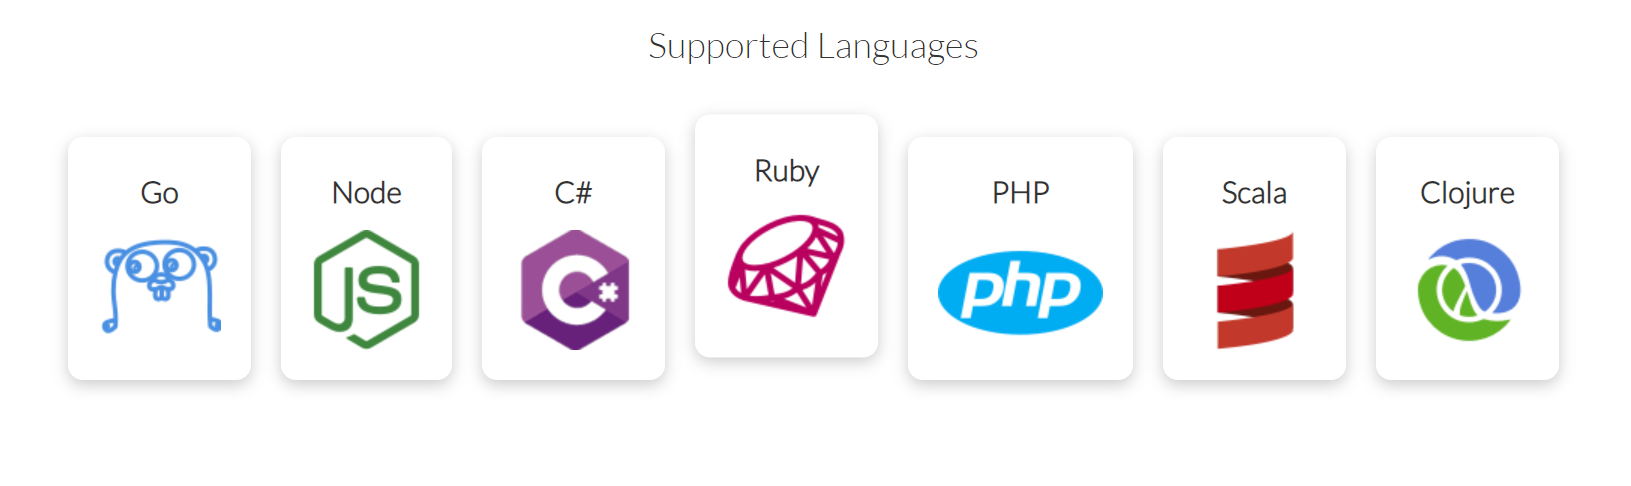 Supported Languages
Go
Node
C#
Ruby
PHP
Scala
Clojure
JS
C#
php